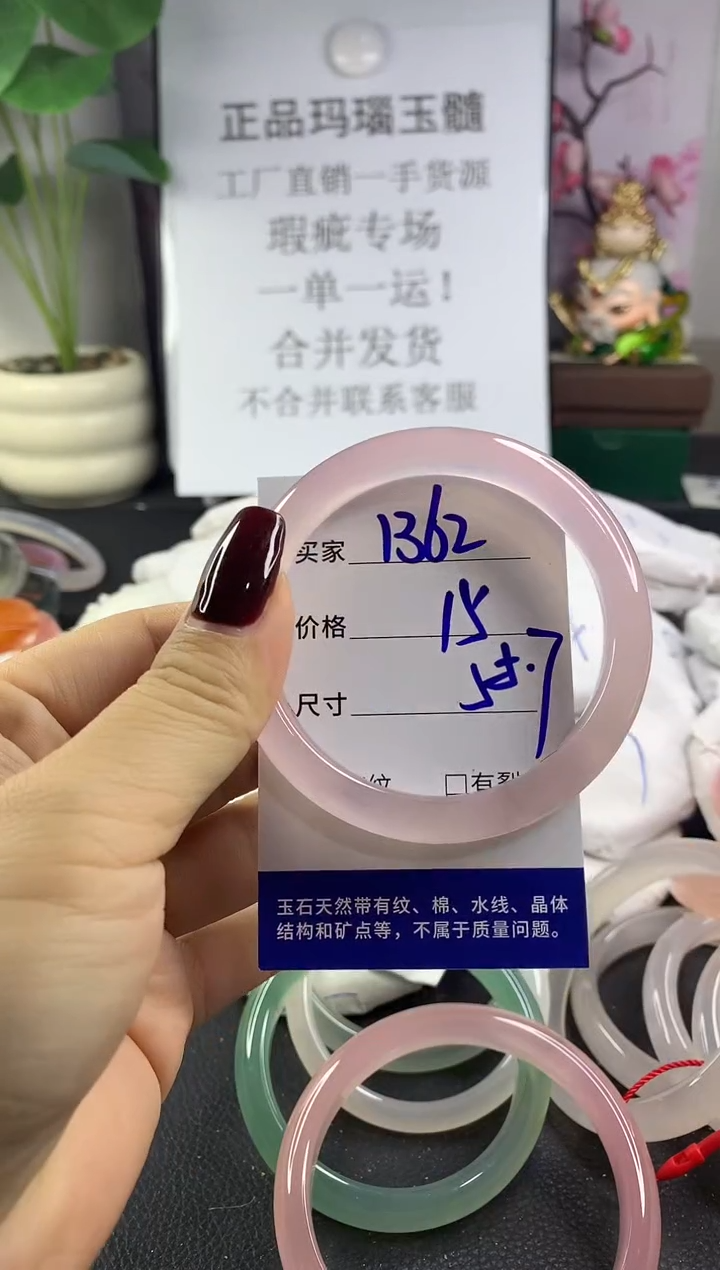 正品玛瑙玉髓
工厂直销一手货源
瑕疵专场
一单一运!
合并发货
不合并联系客服
买家 1362
价格 15
尺寸
纹 □有裂
玉石天然带有纹、棉、水线、晶体
结构和矿点等，不属于质量问题。